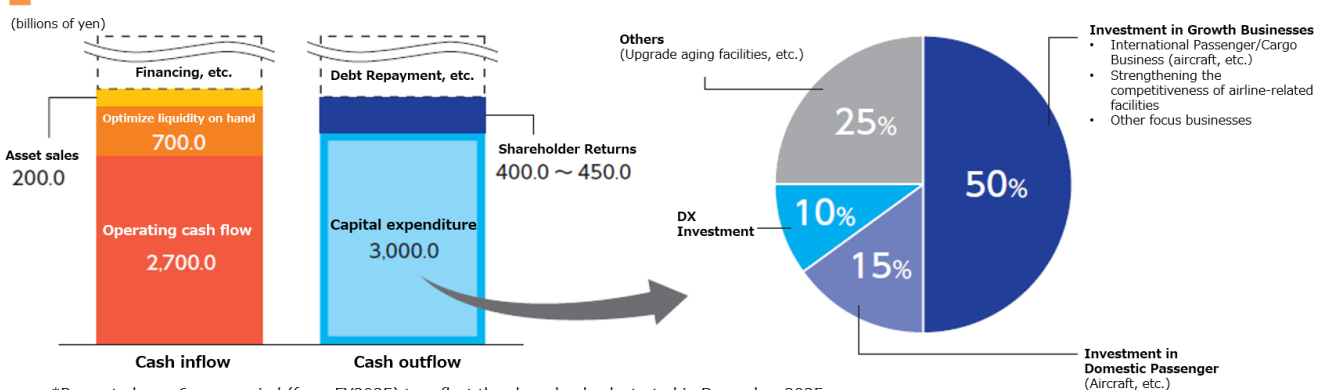 (billions of yen)
Financing, etc.
Optimize liquidity on hand
700.0
Asset sales
200.0
Operating cash flow
2,700.0
Cash inflow
Debt Repayment, etc.
Shareholder Returns
400.0 ～ 450.0
Capital expenditure
3,000.0
Cash outflow
Others
(Upgrade aging facilities, etc.)
25%
DX
Investment
10%
15%
50%
Investment in Growth Businesses
• International Passenger/Cargo
Business (aircraft, etc.)
• Strengthening the
competitiveness of airline-related
facilities
• Other focus businesses
Investment in
Domestic Passenger
(Aircraft, etc.)